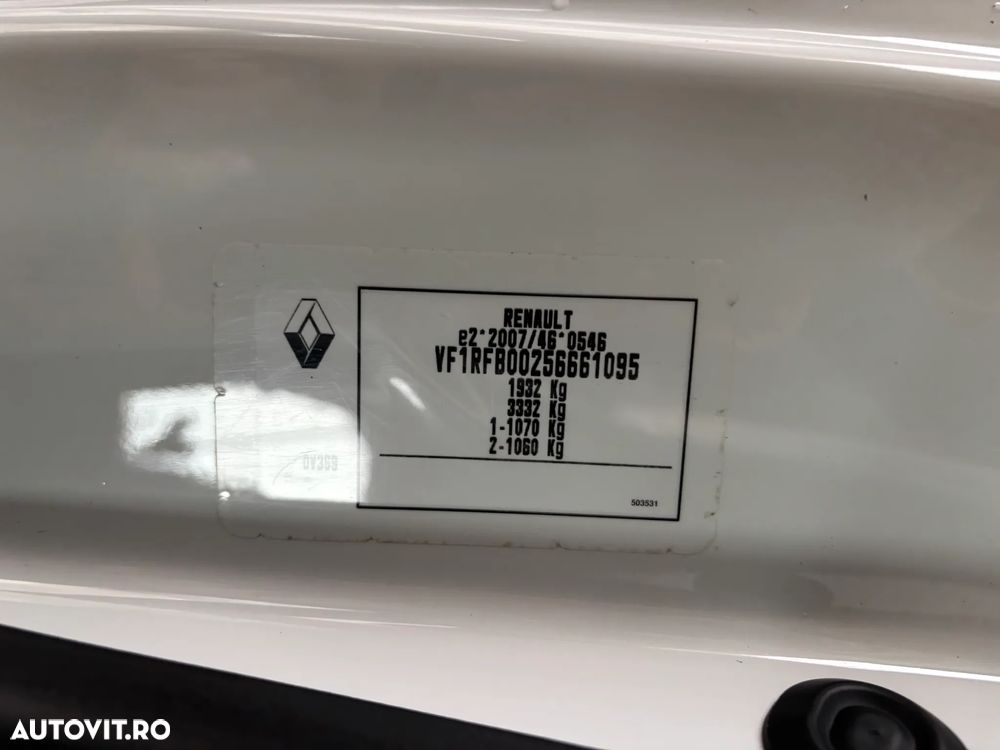 RENAULT
e2*2007/46*0546
VF1RFB00256661095
1932 Kg
3332 Kg
1-1070 Kg
2-1060 Kg
0V369
503531
AUTOVIT.RO